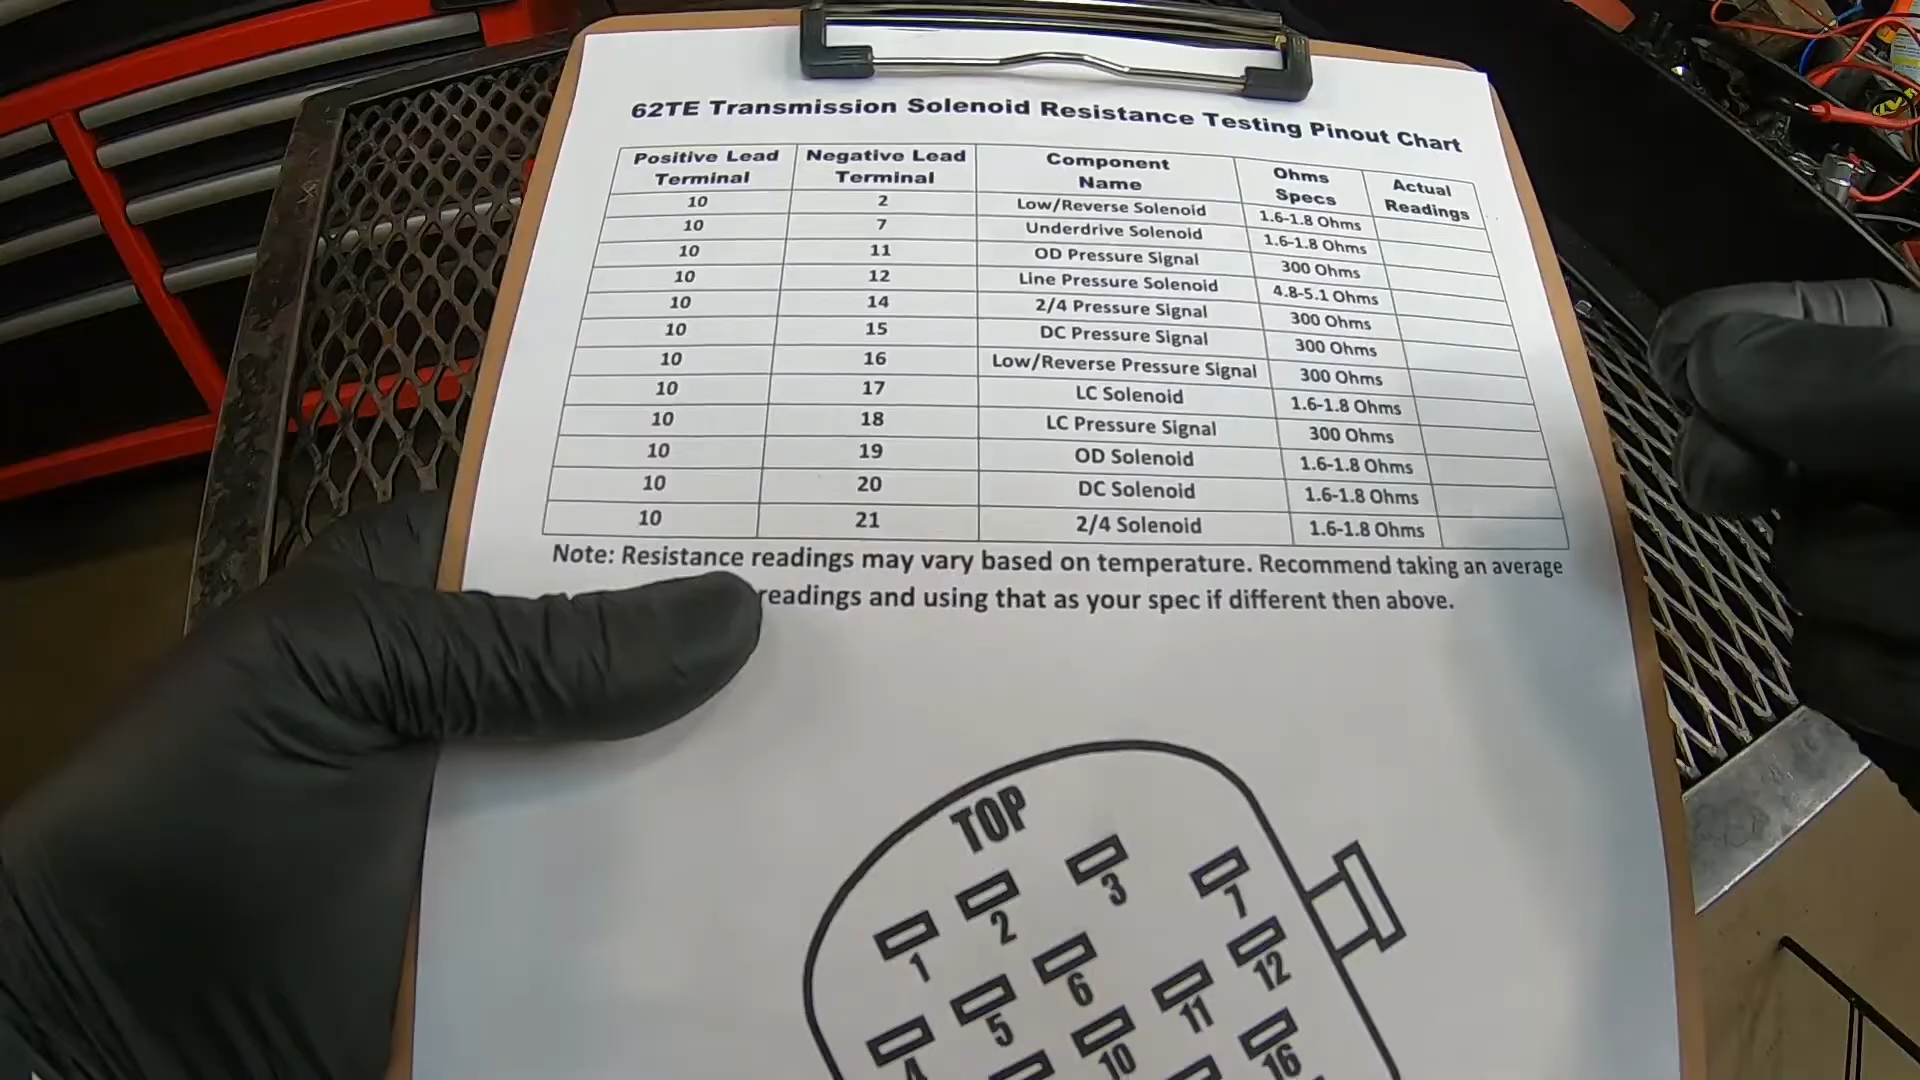 62TE Transmission Solenoid Resistance Testing Pinout Chart
Positive Lead Terminal Negative Lead Terminal Component Name Ohms Specs Actual Readings
10 2 Low/Reverse Solenoid 1.6-1.8 Ohms
10 7 Underdrive Solenoid 1.6-1.8 Ohms
10 11 OD Pressure Signal 300 Ohms
10 12 Line Pressure Solenoid 4.8-5.1 Ohms
10 14 2/4 Pressure Signal 300 Ohms
10 15 DC Pressure Signal 300 Ohms
10 16 Low/Reverse Pressure Signal 300 Ohms
10 17 LC Solenoid 1.6-1.8 Ohms
10 18 LC Pressure Signal 300 Ohms
10 19 OD Solenoid 1.6-1.8 Ohms
10 20 DC Solenoid 1.6-1.8 Ohms
10 21 2/4 Solenoid 1.6-1.8 Ohms
Note: Resistance readings may vary based on temperature. Recommend taking an average
readings and using that as your spec if different then above.
TOP
1 2 3 7
5 6 11 12
4 10 16